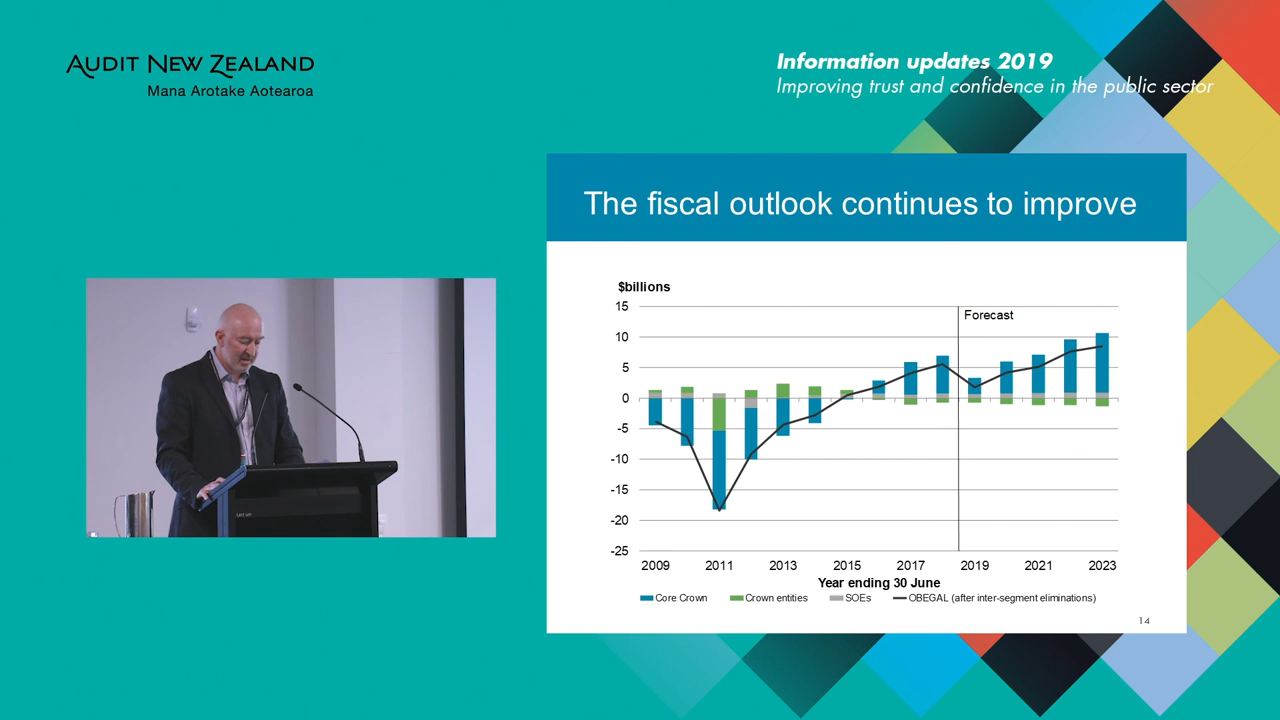 AUDIT NEW ZEALAND
Mana Arotake Aotearoa
Information updates 2019
Improving trust and confidence in the public sector
The fiscal outlook continues to improve
$billions
15
10
5
0
-5
-10
-15
-20
-25
Forecast
2009 2011 2013 2015 2017 2019 2021 2023
Year ending 30 June
Core Crown Crown entities SOEs OBEGAL (after inter-segment eliminations)
14